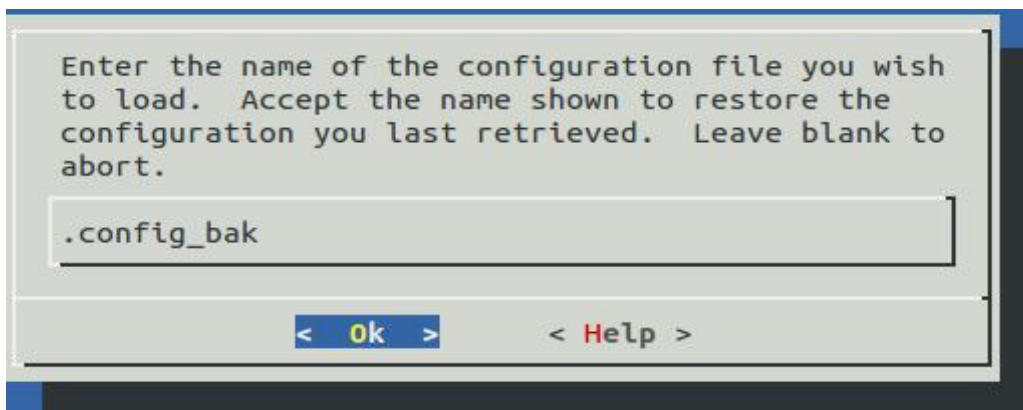 Enter the name of the configuration file you wish
to load.  Accept the name shown to restore the
configuration you last retrieved.  Leave blank to
abort.
.config_bak
<  Ok  > < Help >